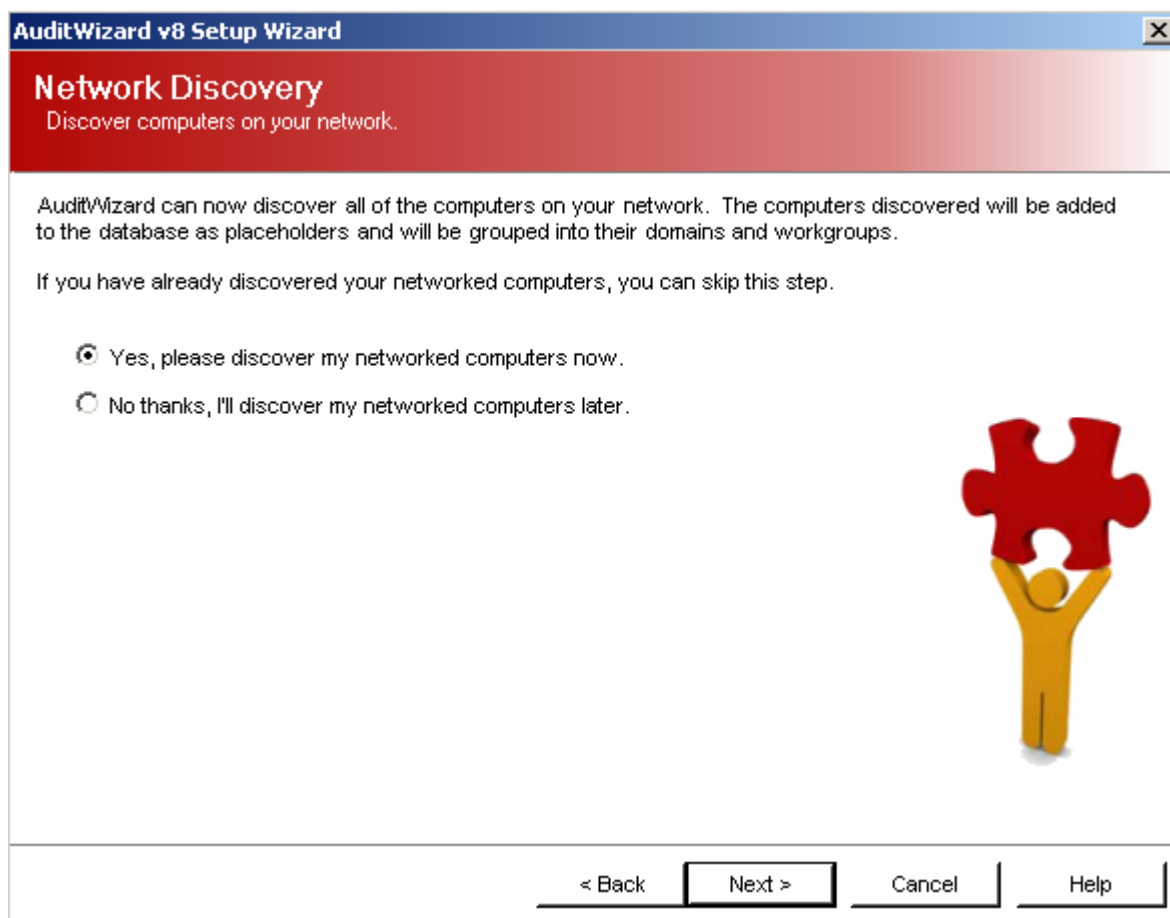 AuditWizard v8 Setup Wizard
Network Discovery
Discover computers on your network.
AuditWizard can now discover all of the computers on your network. The computers discovered will be added
to the database as placeholders and will be grouped into their domains and workgroups.
If you have already discovered your networked computers, you can skip this step.
Yes, please discover my networked computers now.
No thanks, I'll discover my networked computers later.
< Back
Next >
Cancel
Help